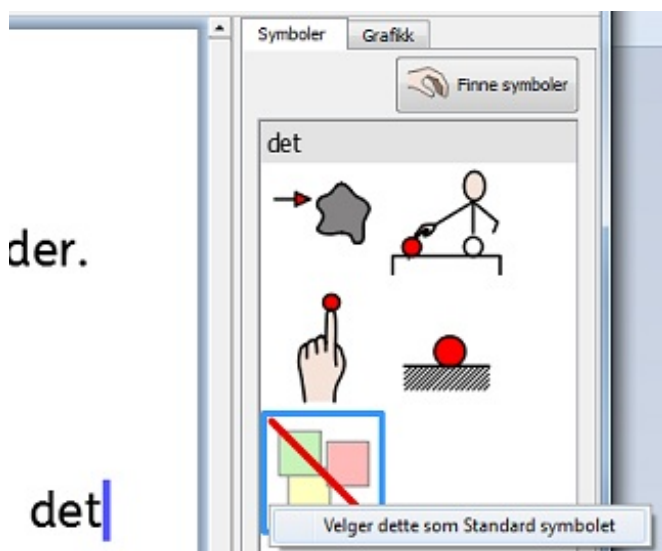 Symboler Grafikk
Finne symboler
det
der.
det
Velger dette som Standard symbolet